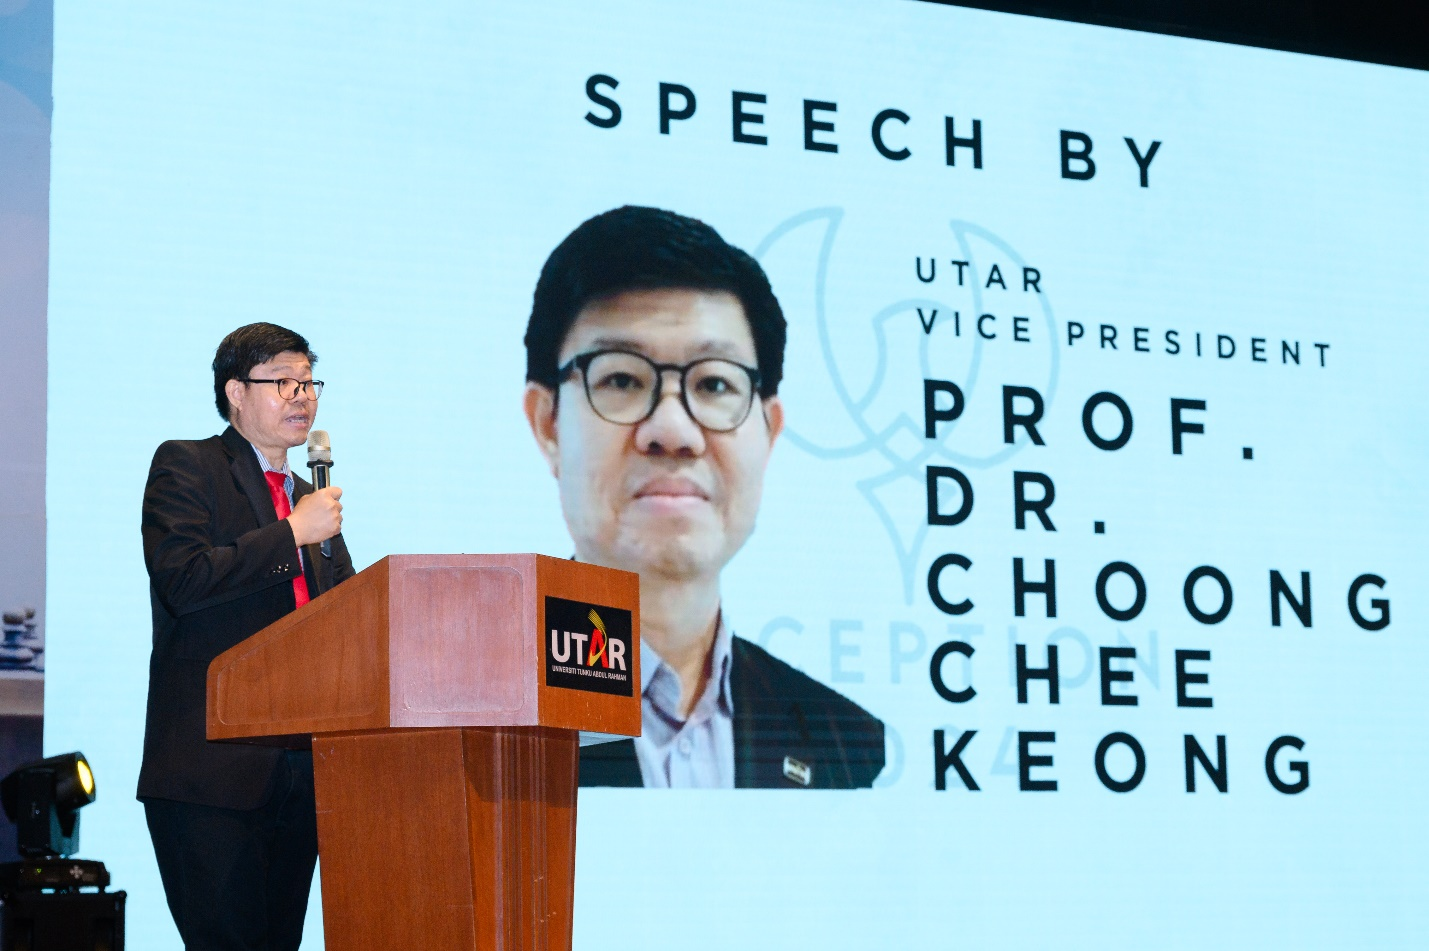 SPEECH BY
UTAR
VICE PRESIDENT
PROF.
DR.
CHOONG
CHEE
KEONG
UTAR
UNIVERSITI TUNKU ABDUL RAHMAN